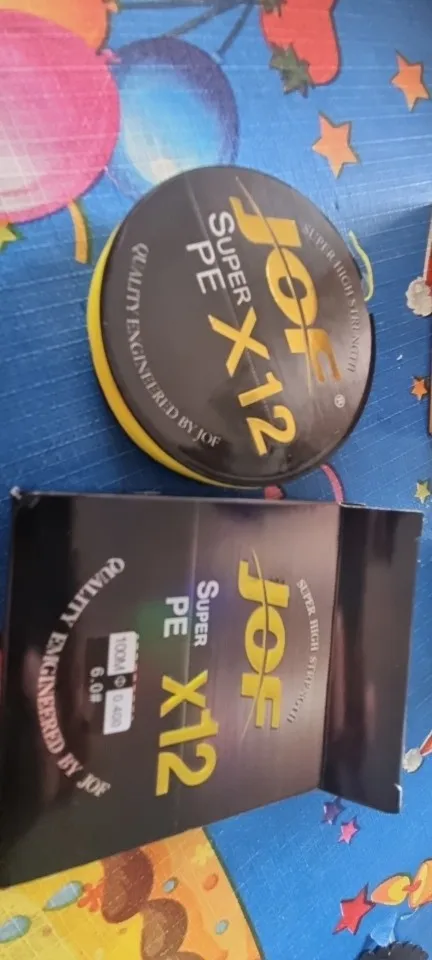 SUPER HIGH STRENGTH
JOF®
SUPER
PE X12
QUALITY ENGINEERED BY JOF
SUPER HIGH STRENGTH
JOF
SUPER
PE X12
100M Φ 0.400
6.0#
QUALITY ENGINEERED BY JOF